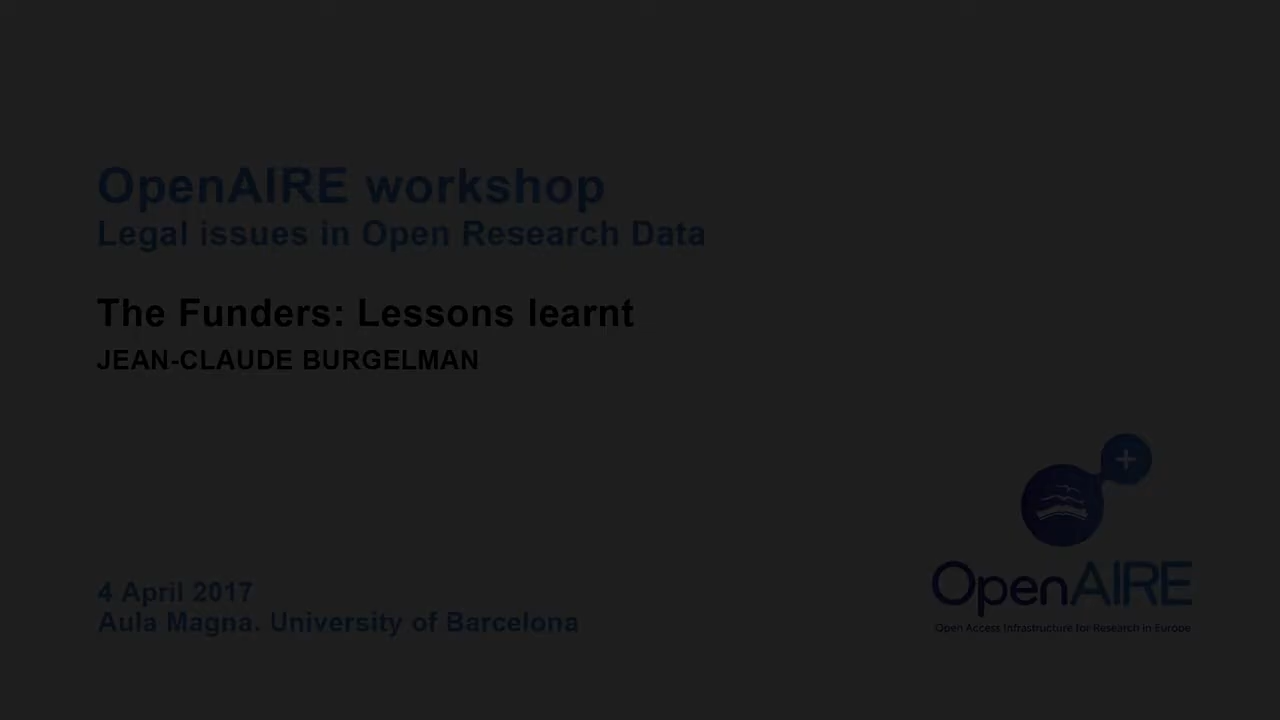 OpenAIRE workshop
Legal issues in Open Research Data
The Funders: Lessons learnt
JEAN-CLAUDE BURGELMAN
4 April 2017
Aula Magna. University of Barcelona
OpenAIRE
Open Access Infrastructure for Research in Europe